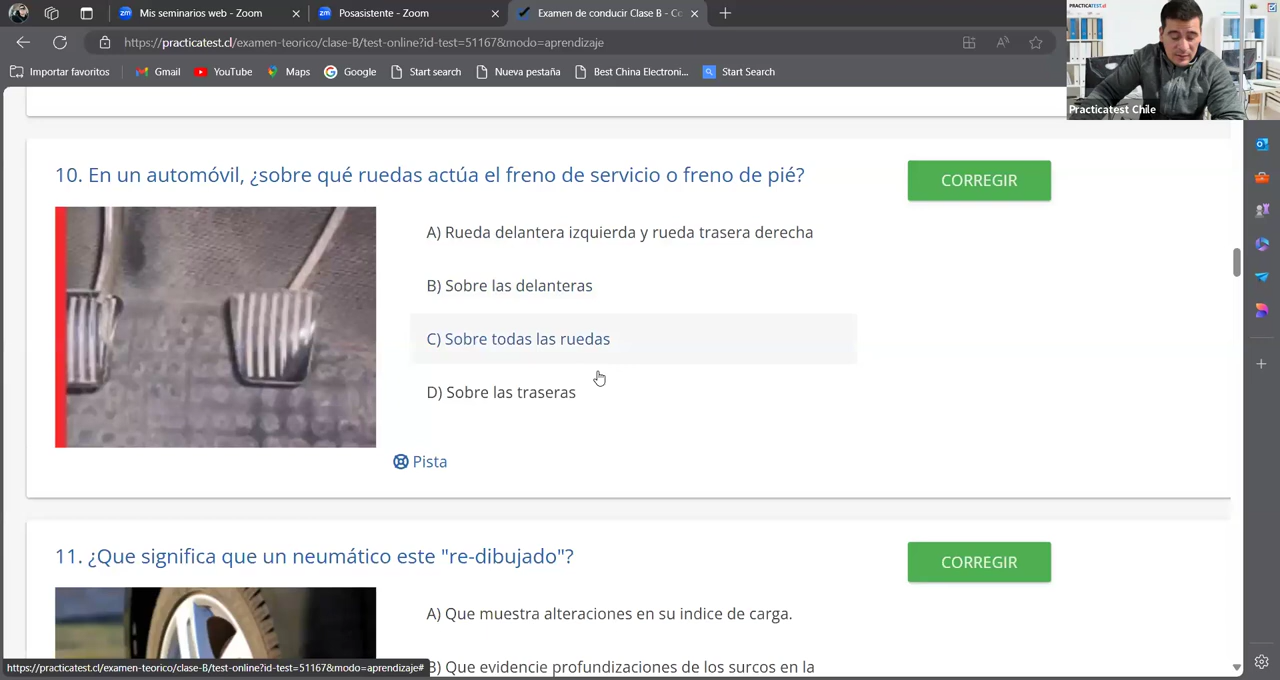 Mis seminarios web - Zoom
Posasistente - Zoom
Examen de conducir Clase B - Co
https://practicatest.cl/examen-teorico/clase-B/test-online?id-test=51167&modo=aprendizaje
Importar favoritos
Gmail
YouTube
Maps
Google
Start search
Nueva pestaña
Best China Electroni...
Start Search
PRACTICATEST.cl
Practicatest Chile
10. En un automóvil, ¿sobre qué ruedas actúa el freno de servicio o freno de pié?
CORREGIR
A) Rueda delantera izquierda y rueda trasera derecha
B) Sobre las delanteras
C) Sobre todas las ruedas
D) Sobre las traseras
Pista
11. ¿Que significa que un neumático este "re-dibujado"?
CORREGIR
A) Que muestra alteraciones en su indice de carga.
B) Que evidencie profundizaciones de los surcos en la
https://practicatest.cl/examen-teorico/clase-B/test-online?id-test=51167&modo=aprendizaje#